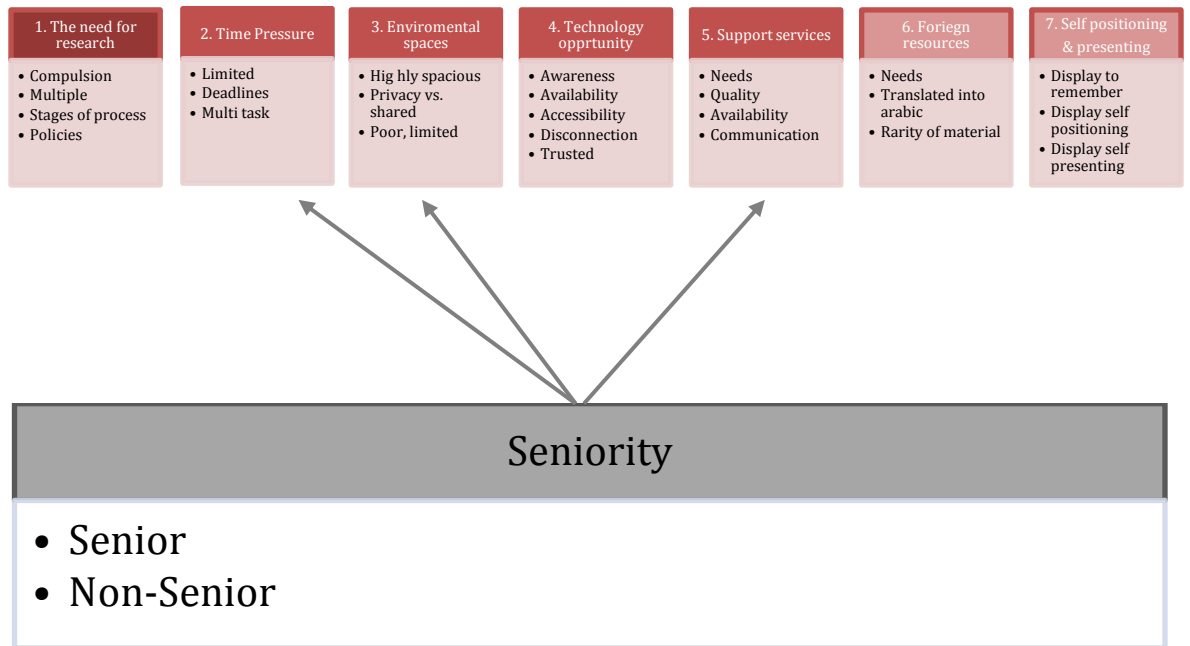 1. The need for
research
• Compulsion
• Multiple
• Stages of process
• Policies
2. Time Pressure
• Limited
• Deadlines
• Multi task
3. Enviromental
spaces
• Hig hly spacious
• Privacy vs.
shared
• Poor, limited
4. Technology
opprtunity
• Awareness
• Availability
• Accessibility
• Disconnection
• Trusted
5. Support services
• Needs
• Quality
• Availability
• Communication
6. Foriegn
resources
• Needs
• Translated into
arabic
• Rarity of material
7. Self positioning
& presenting
• Display to
remember
• Display self
positioning
• Display self
presenting
Seniority
• Senior
• Non-Senior